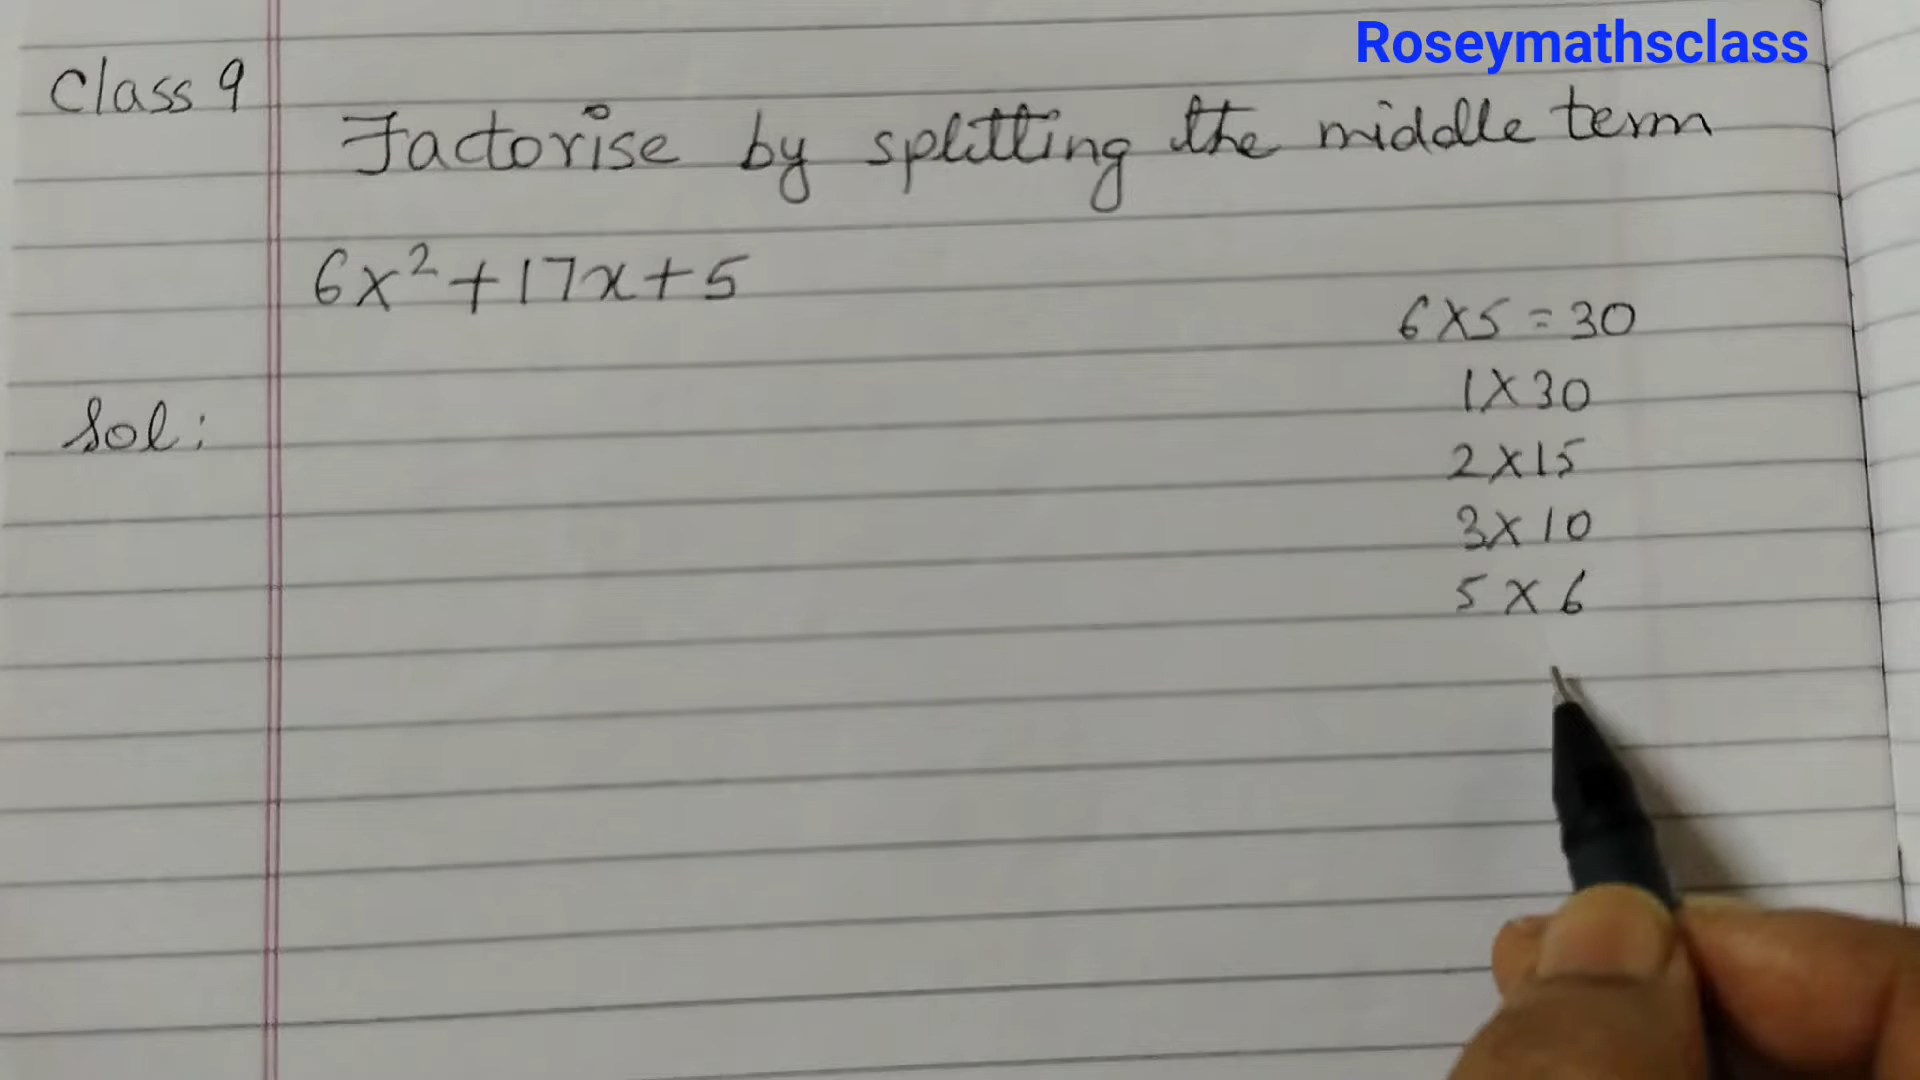 Roseymathsclass
Class 9
Factorise by splitting the middle term
6x² + 17x + 5
6 X 5 = 30
1 X 30
2 X 15
3 X 10
5 X 6
Sol: